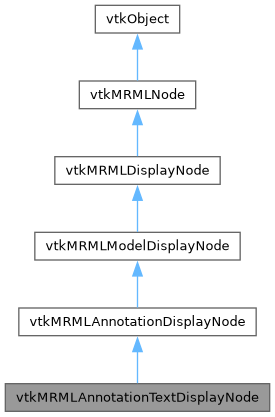 vtkObject
vtkMRMLNode
vtkMRMLDisplayNode
vtkMRMLModelDisplayNode
vtkMRMLAnnotationDisplayNode
vtkMRMLAnnotationTextDisplayNode